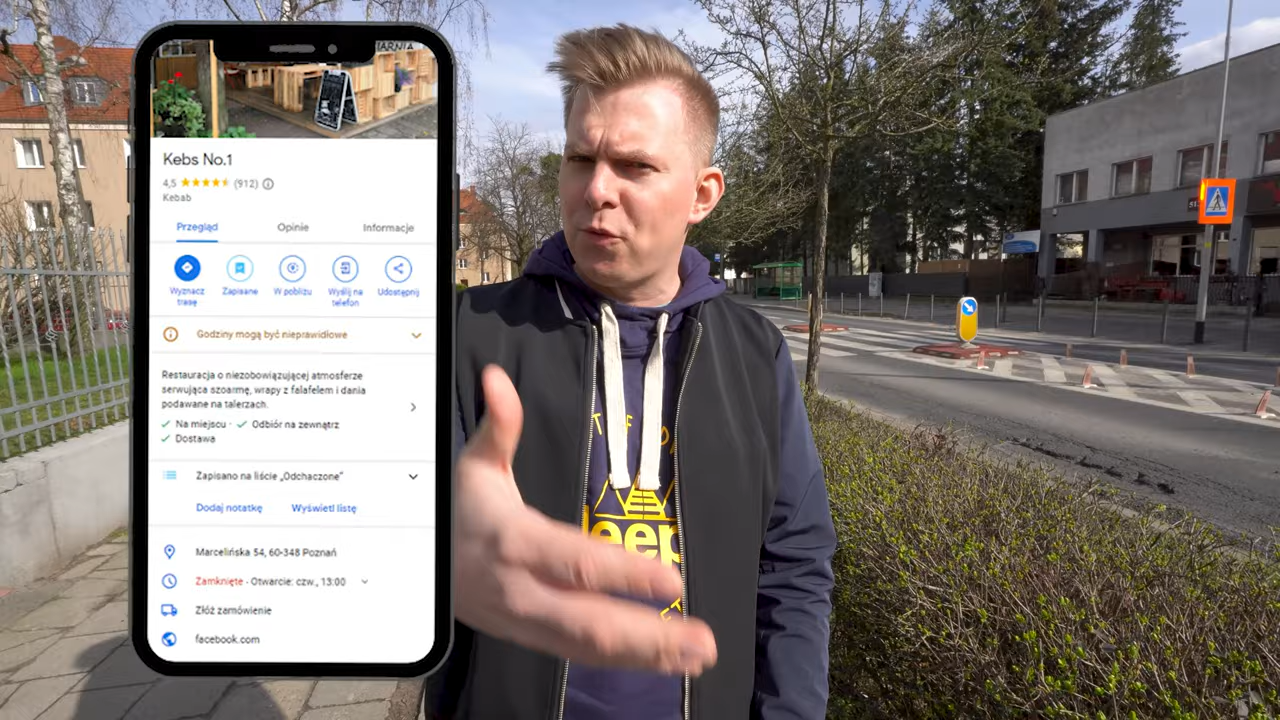 IARNIA
Kebs No.1
4,5 (912)
Kebab
Przegląd Opinie Informacje
Wyznacz trasę Zapisane W pobliżu Wyślij na telefon Udostępnij
Godziny mogą być nieprawidłowe
Restauracja o niezobowiązującej atmosferze
serwująca szoarmę, wrapy z falafelem i dania
podawane na talerzach.
Na miejscu · Odbiór na zewnątrz
Dostawa
Zapisano na liście „Odchaczone”
Dodaj notatkę Wyświetl listę
Marcelińska 54, 60-348 Poznań
Zamknięte · Otwarcie: czw., 13:00
Złóż zamówienie
facebook.com